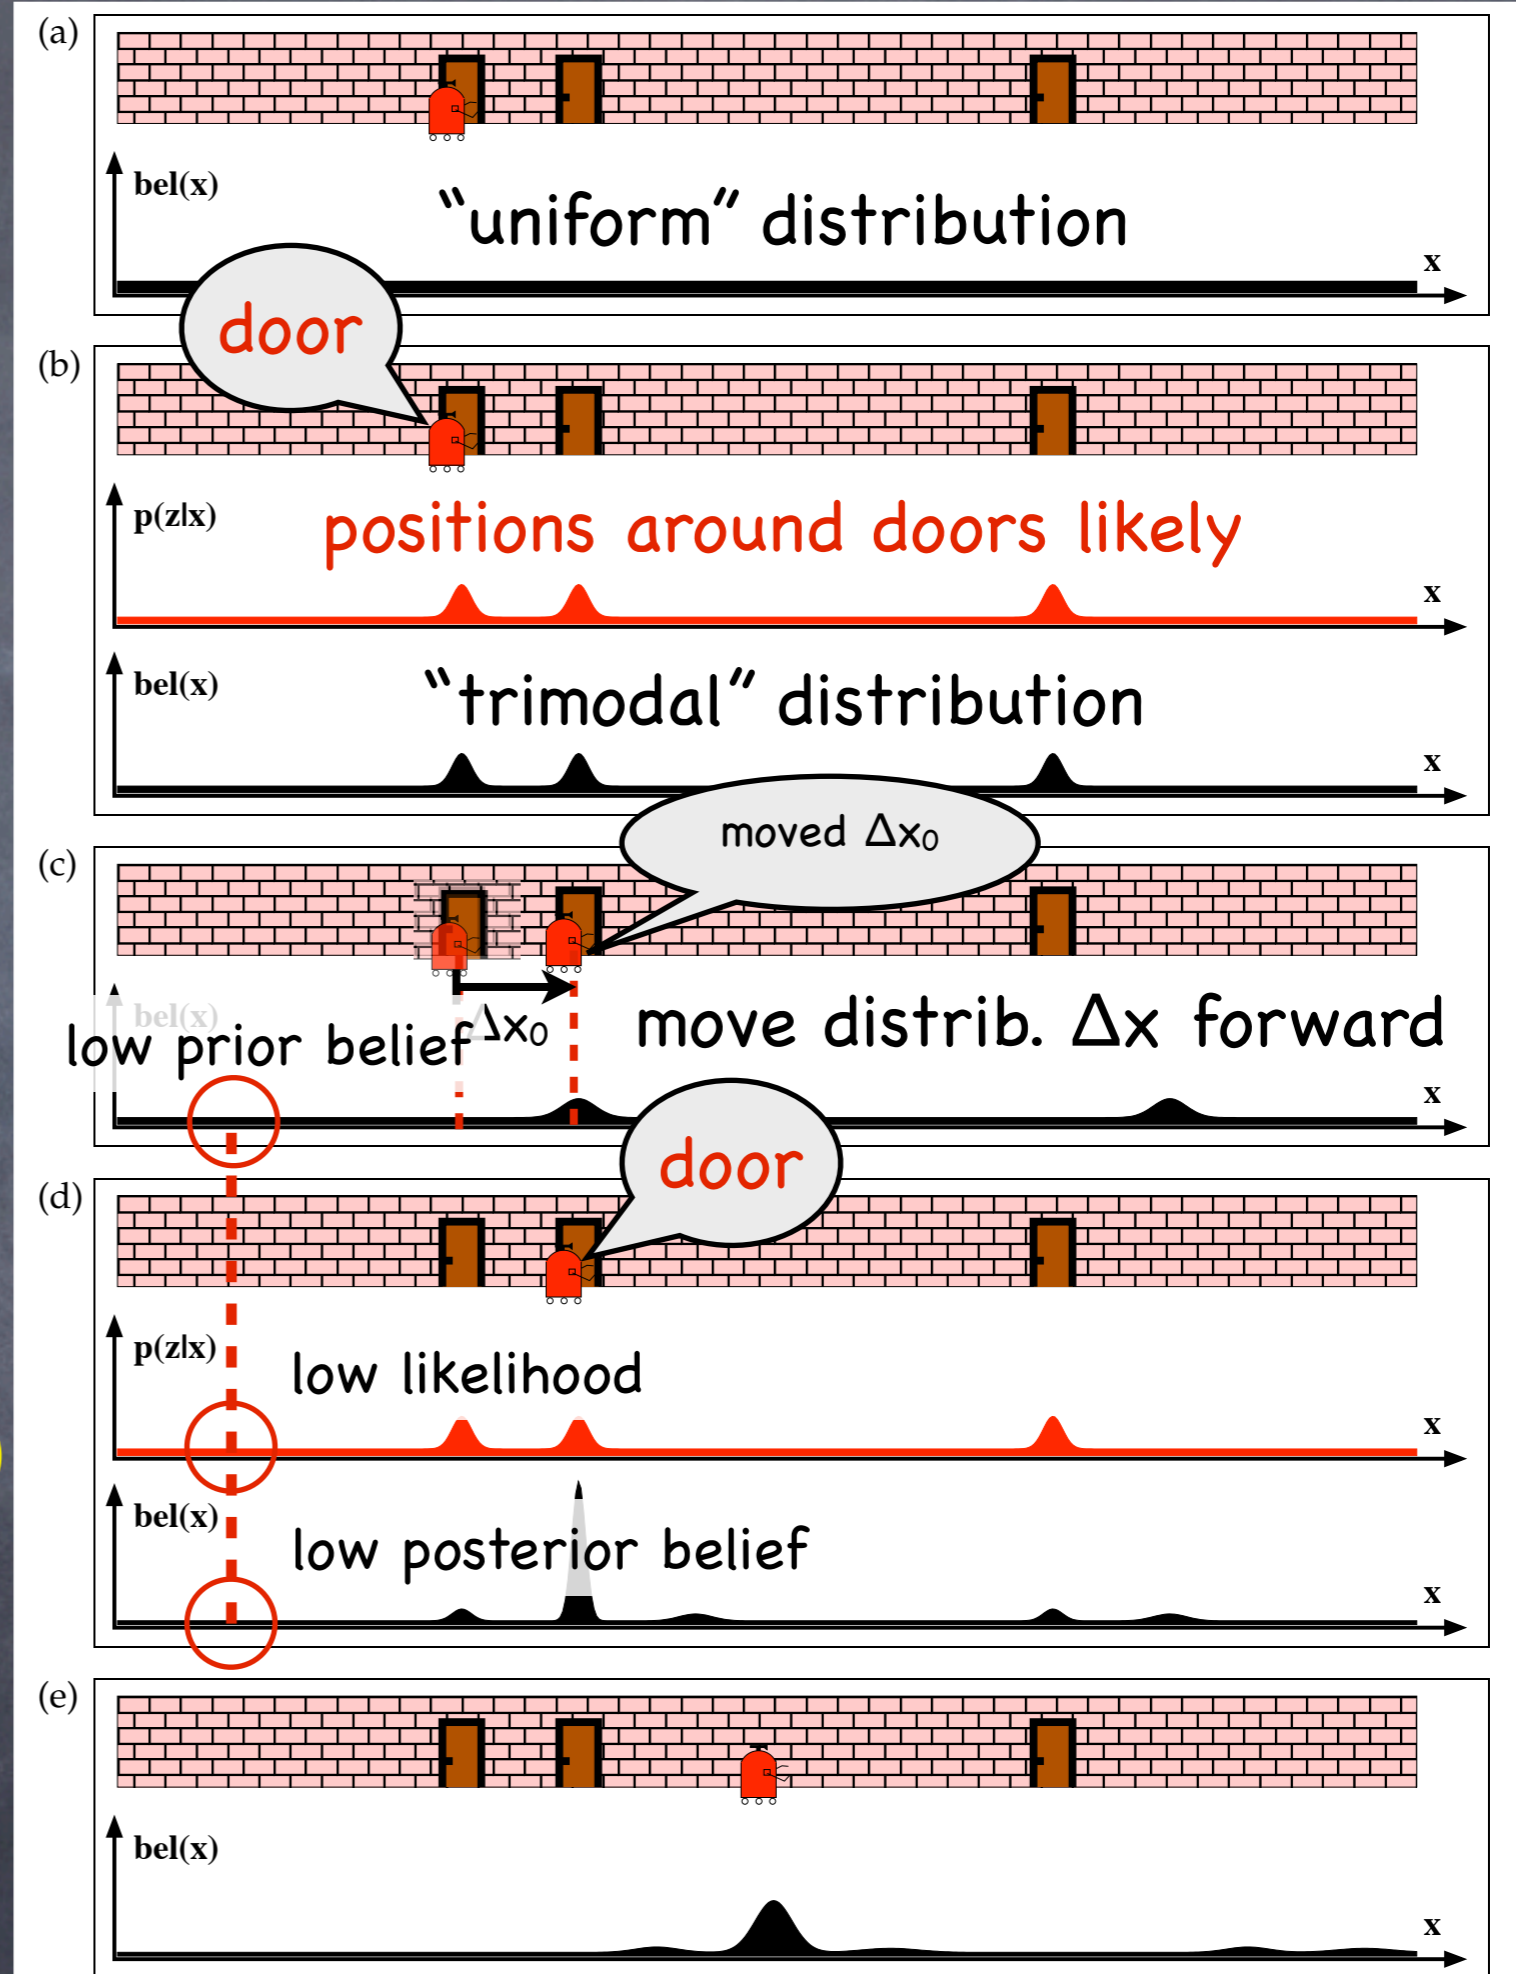 (a)
bel(x)
“uniform” distribution
x
door
(b)
p(z|x)
positions around doors likely
x
bel(x)
“trimodal” distribution
x
moved Δx₀
(c)
bel(x)
low prior belief
Δx₀
move distrib. Δx forward
x
door
(d)
p(z|x)
low likelihood
x
bel(x)
low posterior belief
x
(e)
bel(x)
x